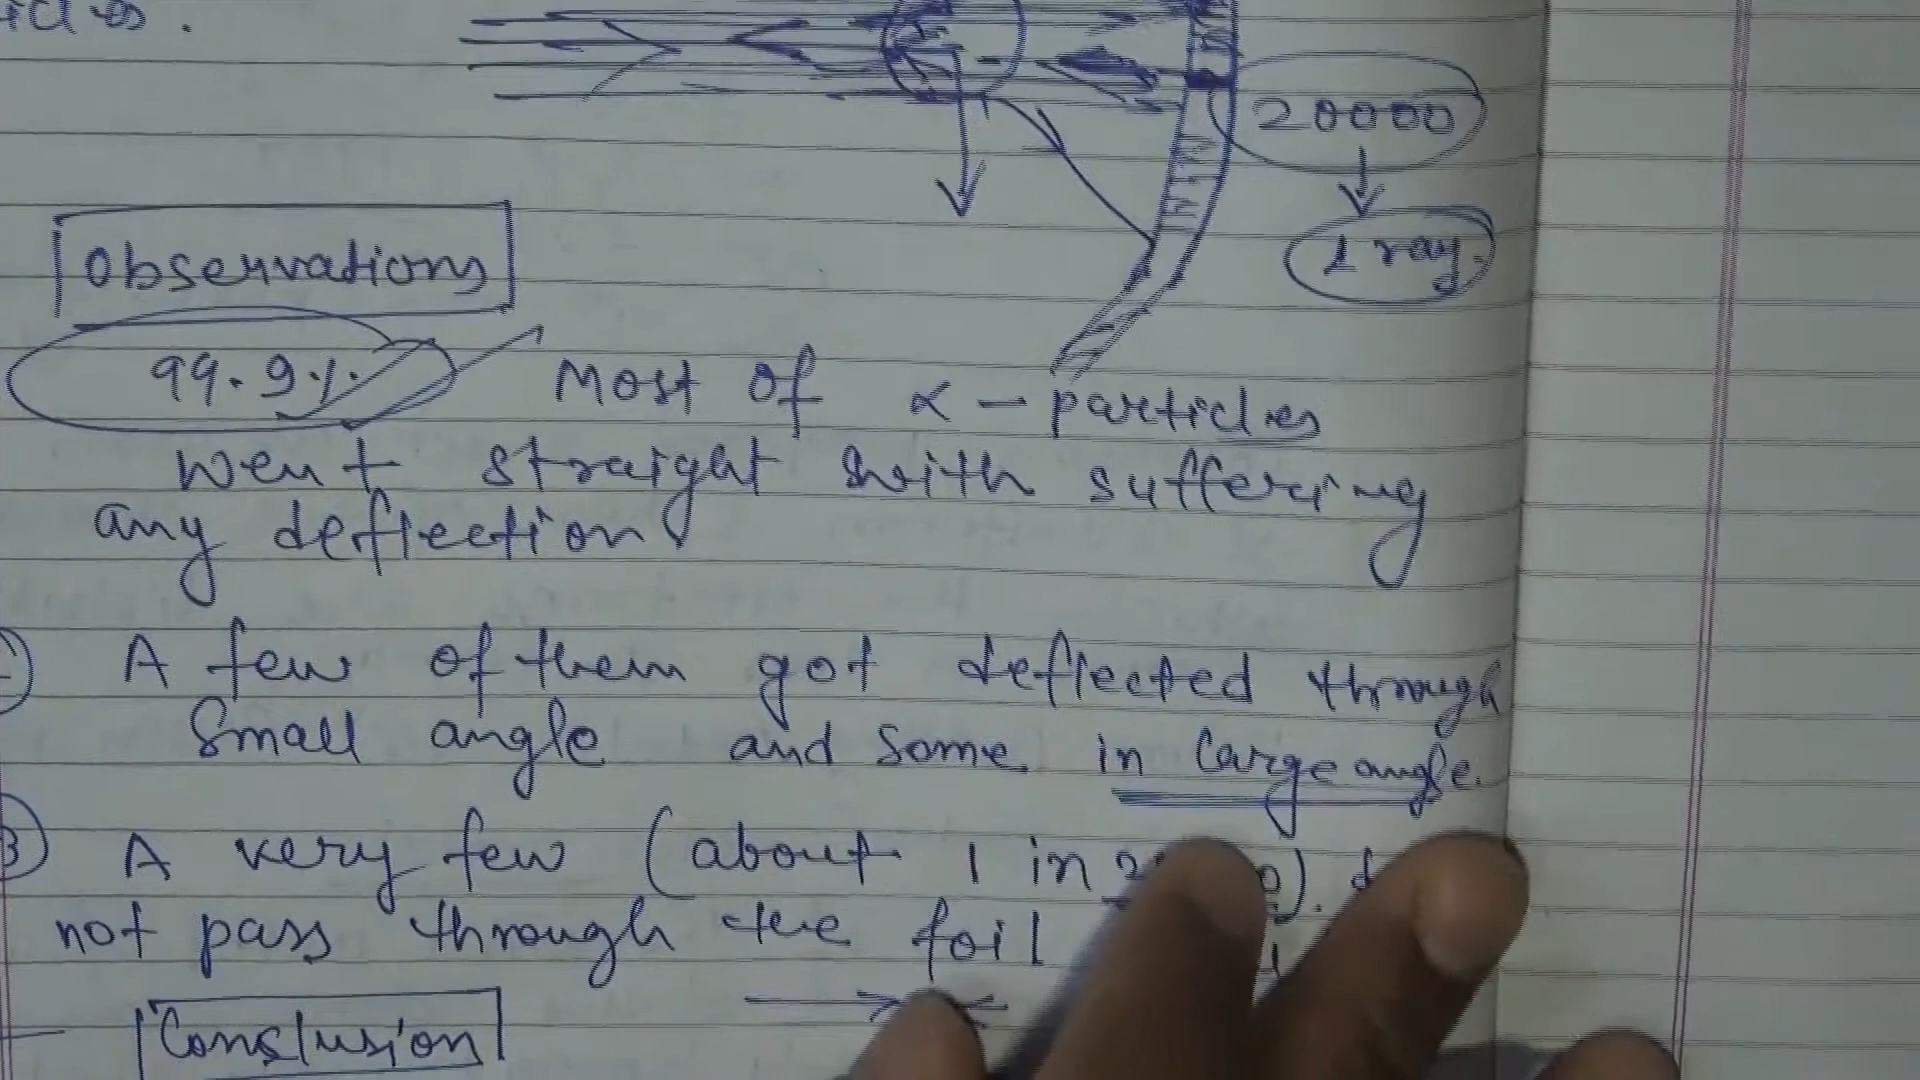 20000
1 ray.
Observations
99.9%. Most of α - particles
went straight with suffering
any deflection
A few of them got deflected through
Small angle and some in large angle.
3 A very few (about 1 in
not pass through the foil
Conclusion